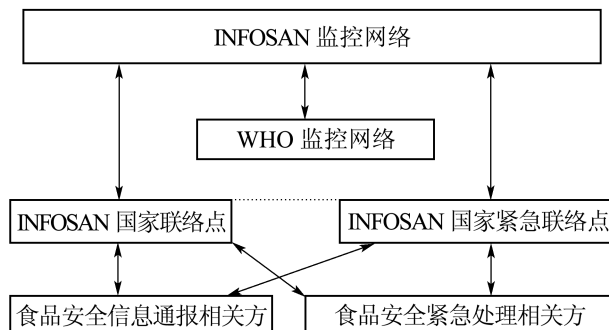 INFOSAN 监控网络
WHO 监控网络
INFOSAN 国家联络点
INFOSAN 国家紧急联络点
食品安全信息通报相关方
食品安全紧急处理相关方